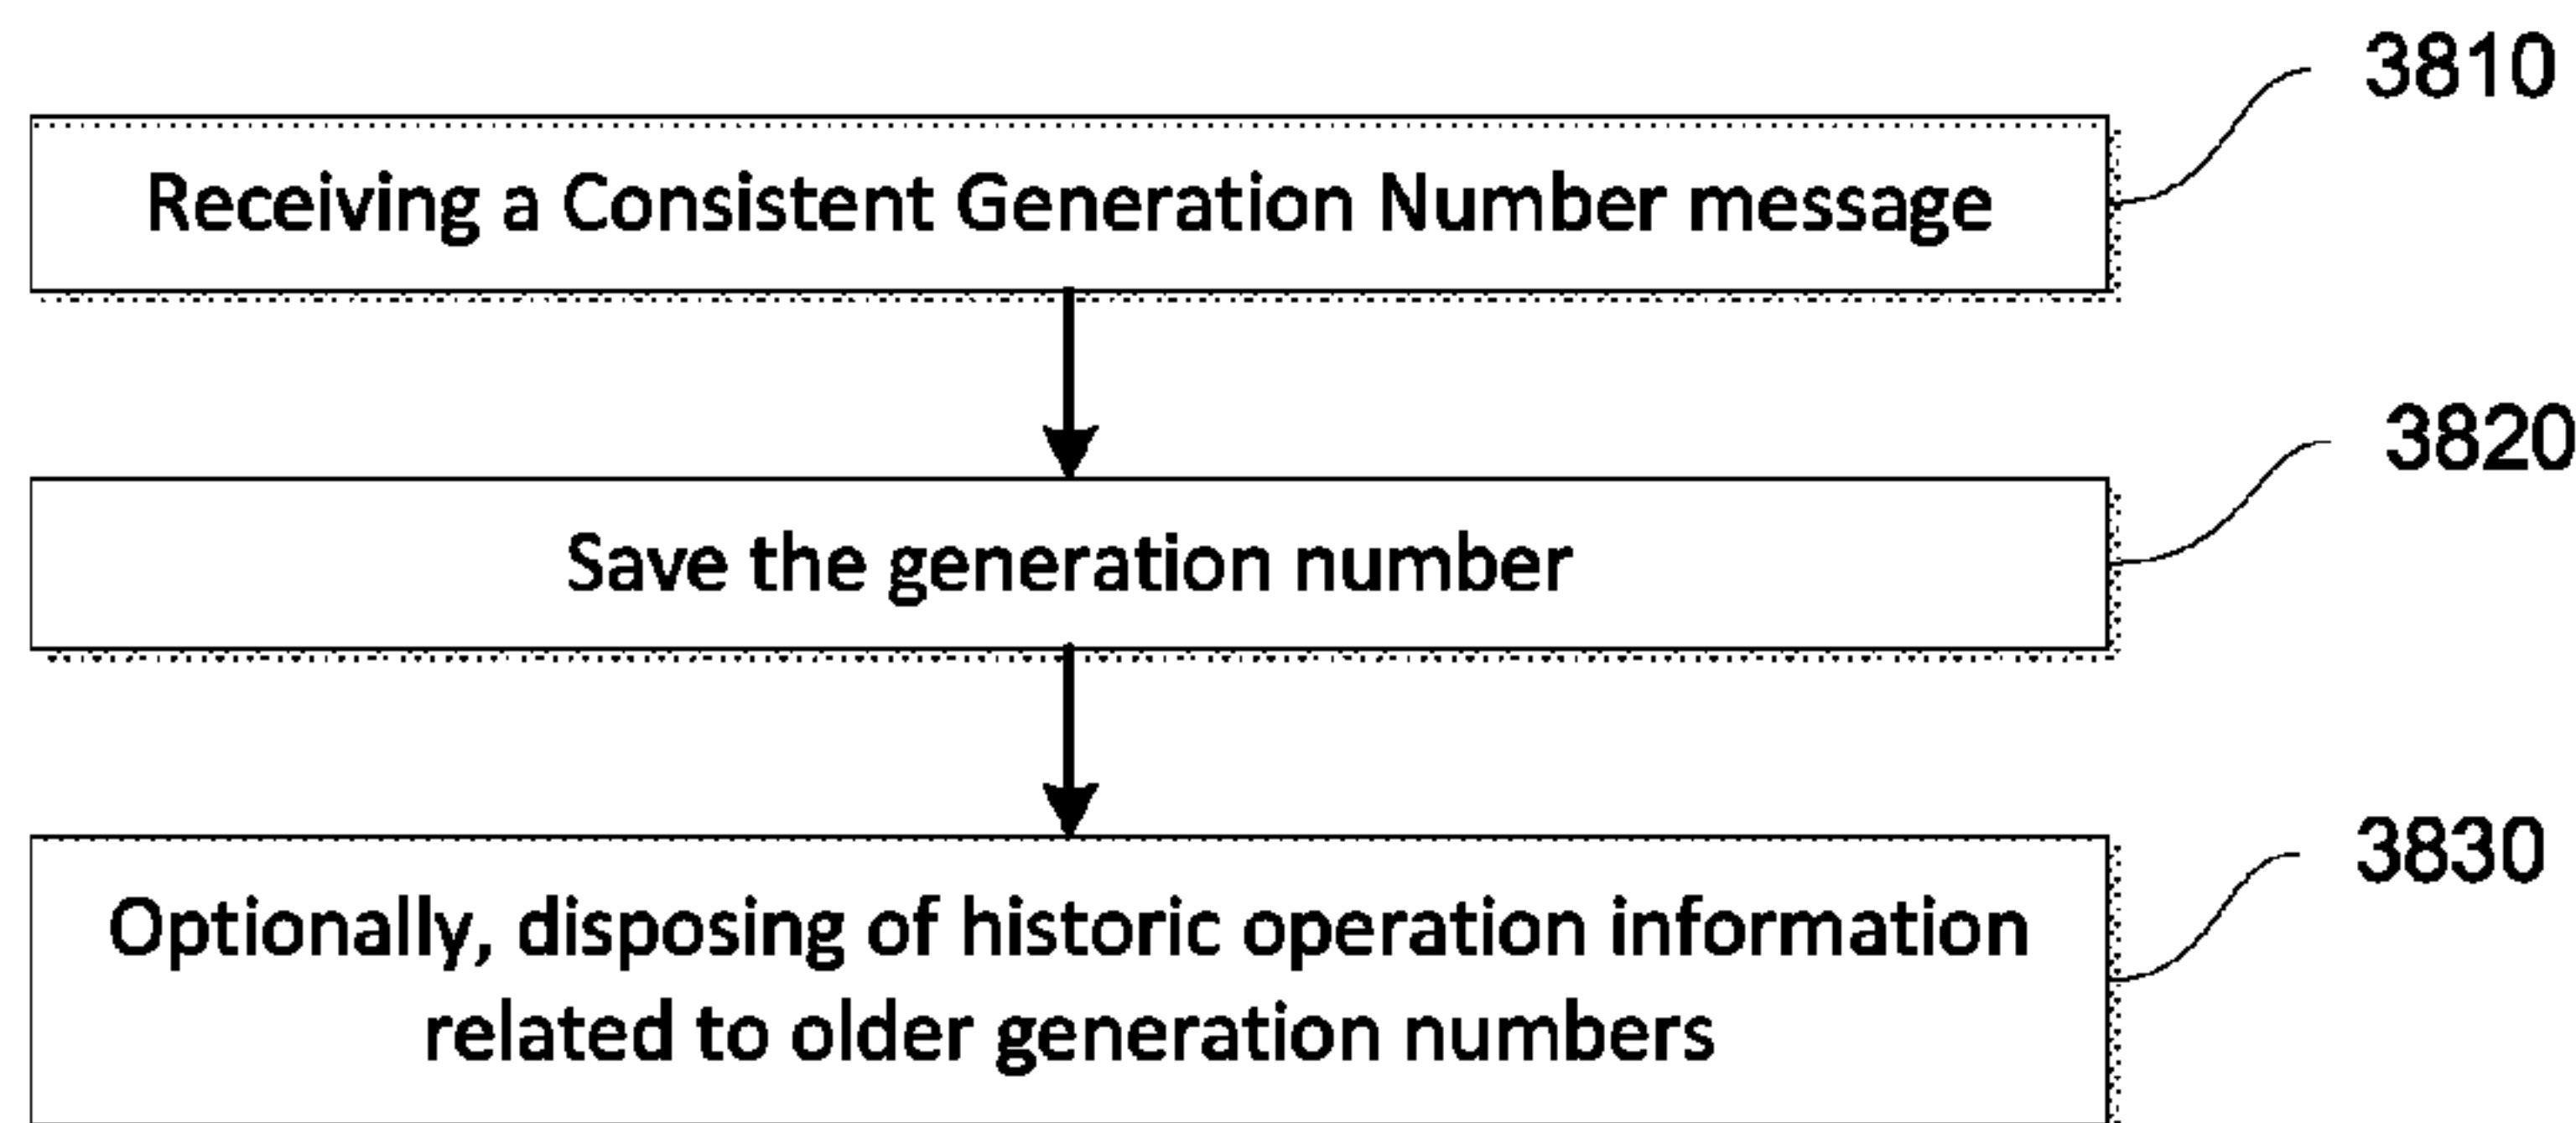 3810
Receiving a Consistent Generation Number message
3820
Save the generation number
3830
Optionally, disposing of historic operation information
related to older generation numbers